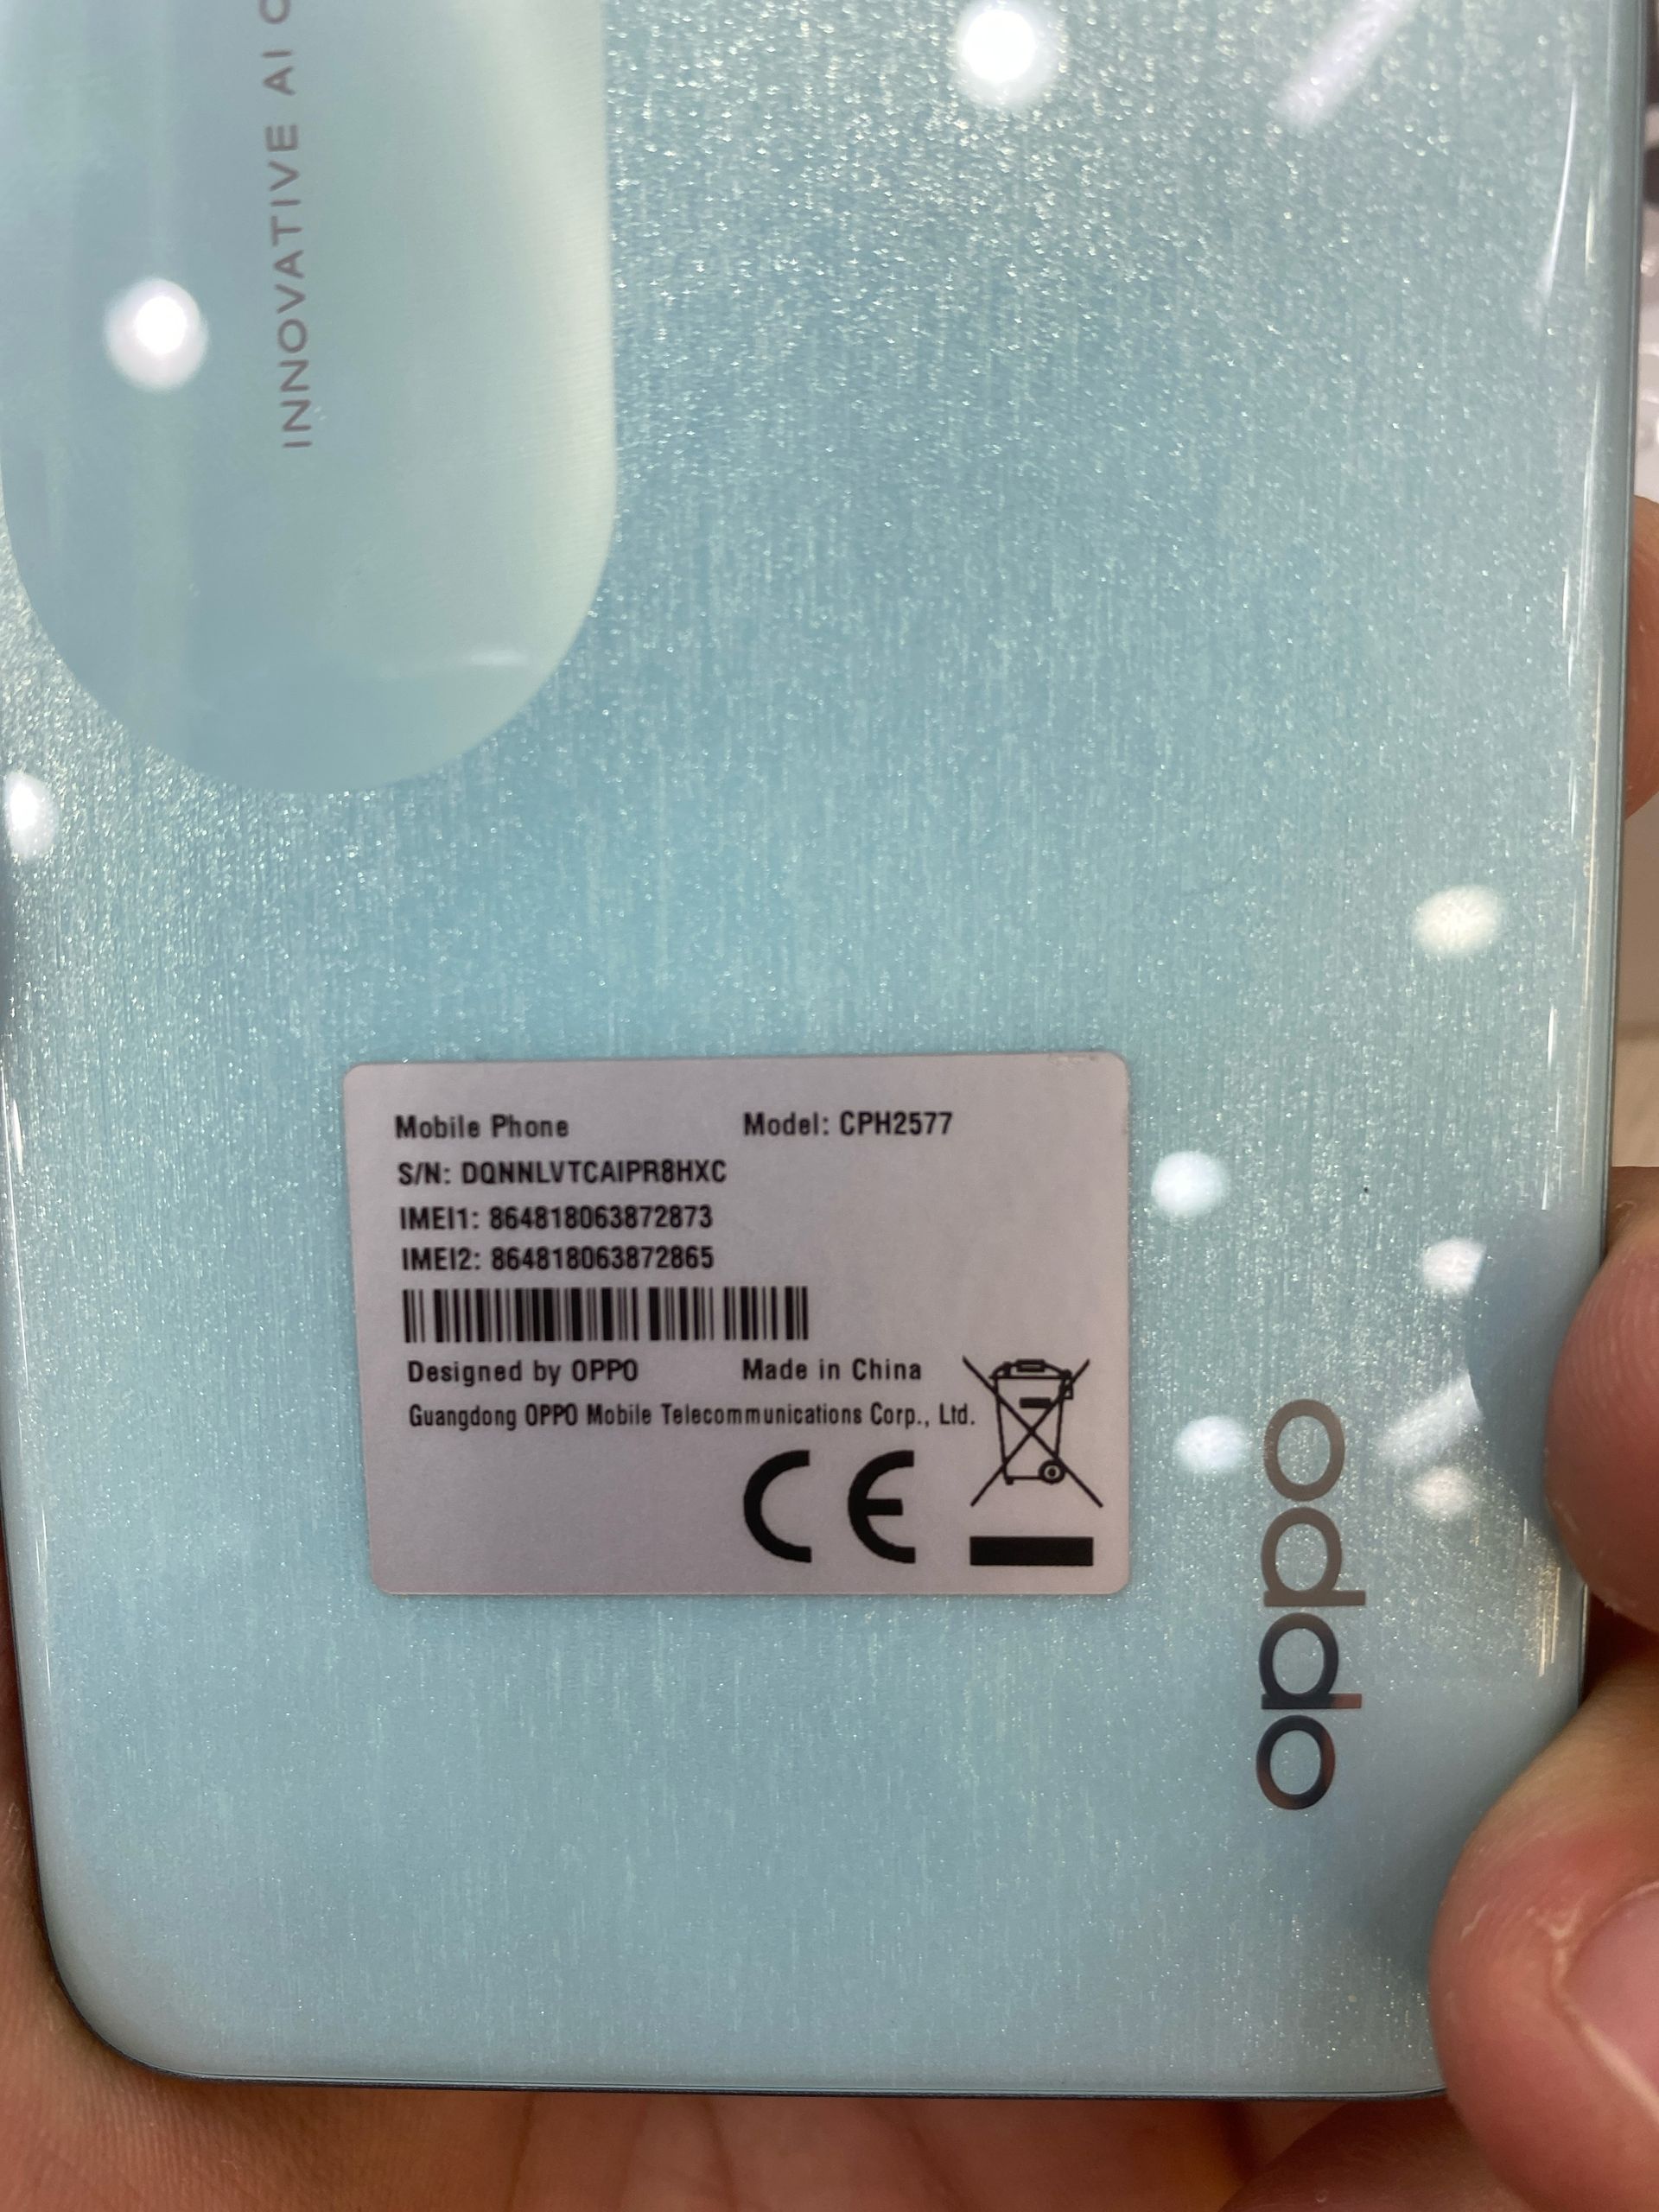 INNOVATIVE AI
Mobile Phone Model: CPH2577
S/N: DQNNLVTCAIPR8HXC
IMEI1: 864818063872873
IMEI2: 864818063872865
Designed by OPPO Made in China
Guangdong OPPO Mobile Telecommunications Corp., Ltd.
CE
oppo